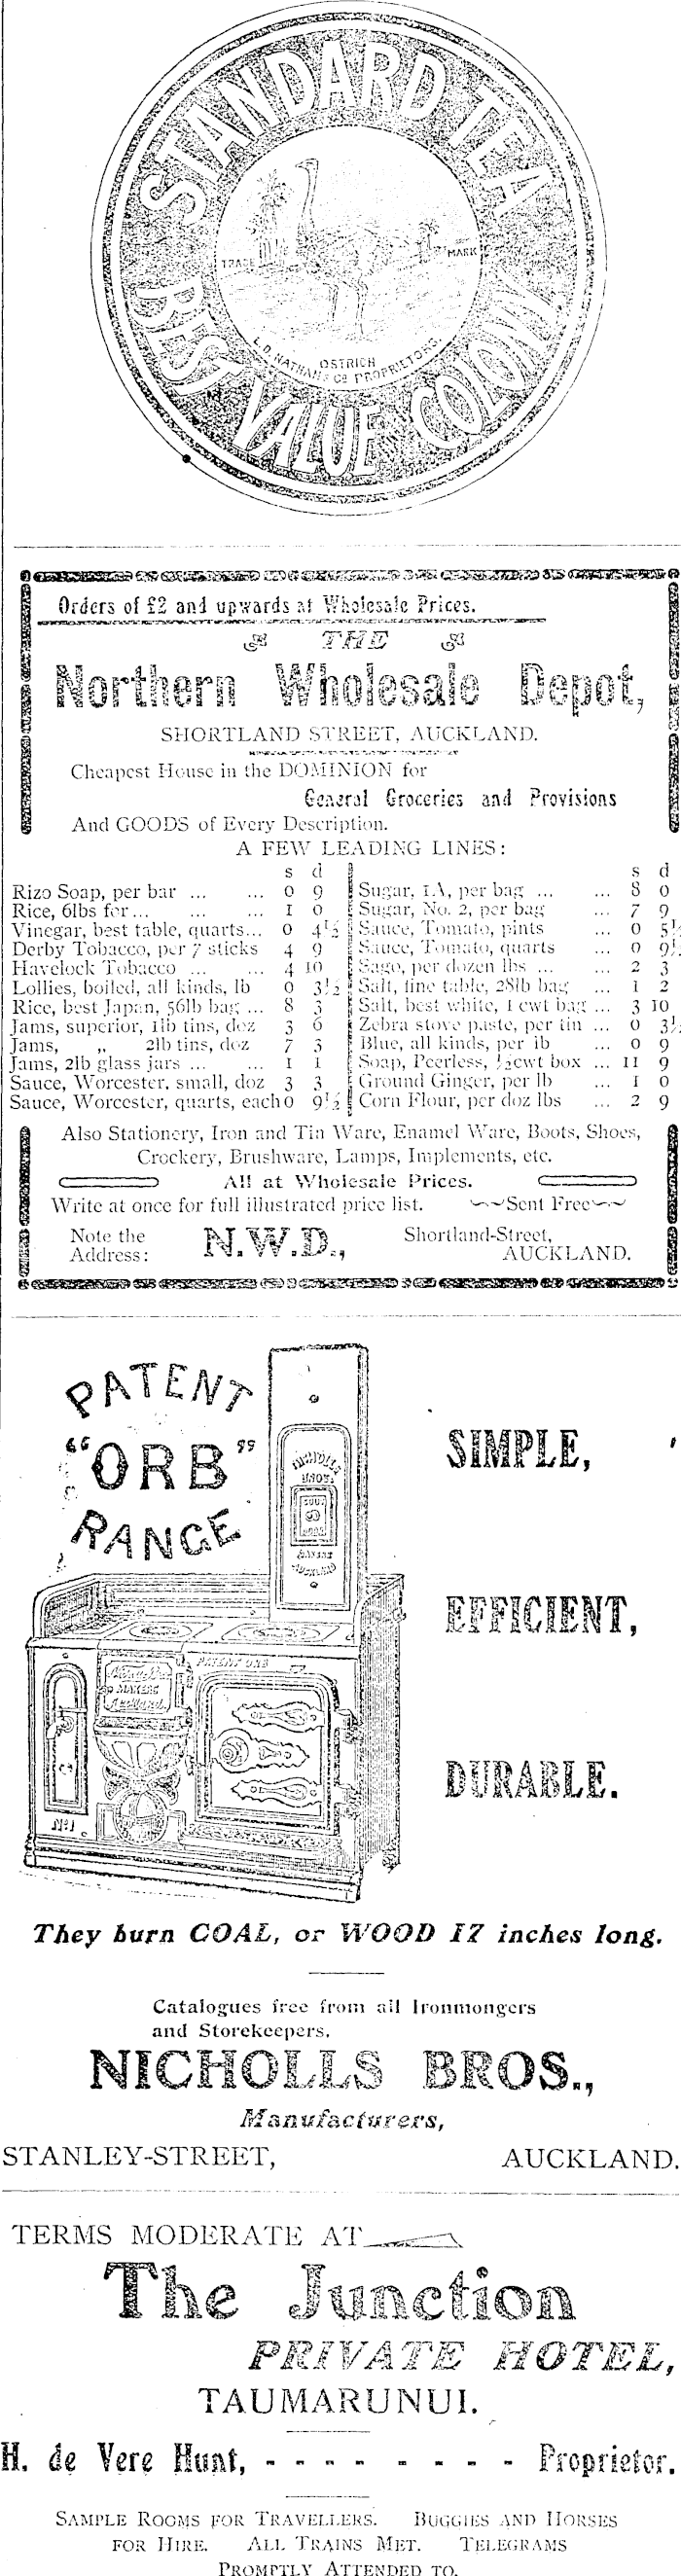 STANDARD TEA
TRADE MARK
OSTRICH
L.D. NATHAN & Co PROPRIETORS.
BEST VALUE COLONY
Orders of £2 and upwards at Wholesale Prices.
THE
Northern Wholesale Depot,
SHORTLAND STREET, AUCKLAND.
Cheapest House in the DOMINION for
General Groceries and Provisions
And GOODS of Every Description.
A FEW LEADING LINES:
s d
Rizo Soap, per bar ... ... 0 9
Rice, 6lbs for ... ... ... 1 0
Vinegar, best table, quarts... 0 4½
Derby Tobacco, per 7 sticks 4 9
Havelock Tobacco ... ... 4 10
Lollies, boiled, all kinds, lb 0 3½
Rice, best Japan, 56lb bag ... 8 3
Jams, superior, 1lb tins, doz 3 6
Jams, „ 2lb tins, doz 7 3
Jams, 2lb glass jars ... ... 1 1
Sauce, Worcester, small, doz 3 3
Sauce, Worcester, quarts, each 0 9½
s d
Sugar, 1A, per bag ... ... 8 0
Sugar, No. 2, per bag ... 7 9
Sauce, Tomato, pints ... 0 5½
Sauce, Tomato, quarts ... 0 9½
Sago, per dozen lbs ... ... 2 3
Salt, fine table, 28lb bag ... 1 2
Salt, best white, 1 cwt bag ... 3 10
Zebra stove paste, per tin ... 0 3½
Blue, all kinds, per lb ... 0 9
Soap, Peerless, ½cwt box ... 11 9
Ground Ginger, per lb ... 1 0
Corn Flour, per doz lbs ... 2 9
Also Stationery, Iron and Tin Ware, Enamel Ware, Boots, Shoes,
Crockery, Brushware, Lamps, Implements, etc.
All at Wholesale Prices.
Write at once for full illustrated price list. Sent Free
Note the Address: N.W.D., Shortland-Street,
AUCKLAND.
PATENT
"ORB"
RANGE
NICHOLLS
BROS.
MAKERS
AUCKLAND
PATENT ORB
MAKERS
Auckland.
No 1
SIMPLE,
EFFICIENT,
DURABLE.
They burn COAL, or WOOD 17 inches long.
Catalogues free from all Ironmongers
and Storekeepers.
NICHOLLS BROS.,
Manufacturers,
STANLEY-STREET, AUCKLAND.
TERMS MODERATE AT
The Junction
PRIVATE HOTEL,
TAUMARUNUI.
H. de Vere Hunt, - - - - - - - - - Proprietor.
SAMPLE ROOMS FOR TRAVELLERS. BUGGIES AND HORSES
FOR HIRE. ALL TRAINS MET. TELEGRAMS
PROMPTLY ATTENDED TO.